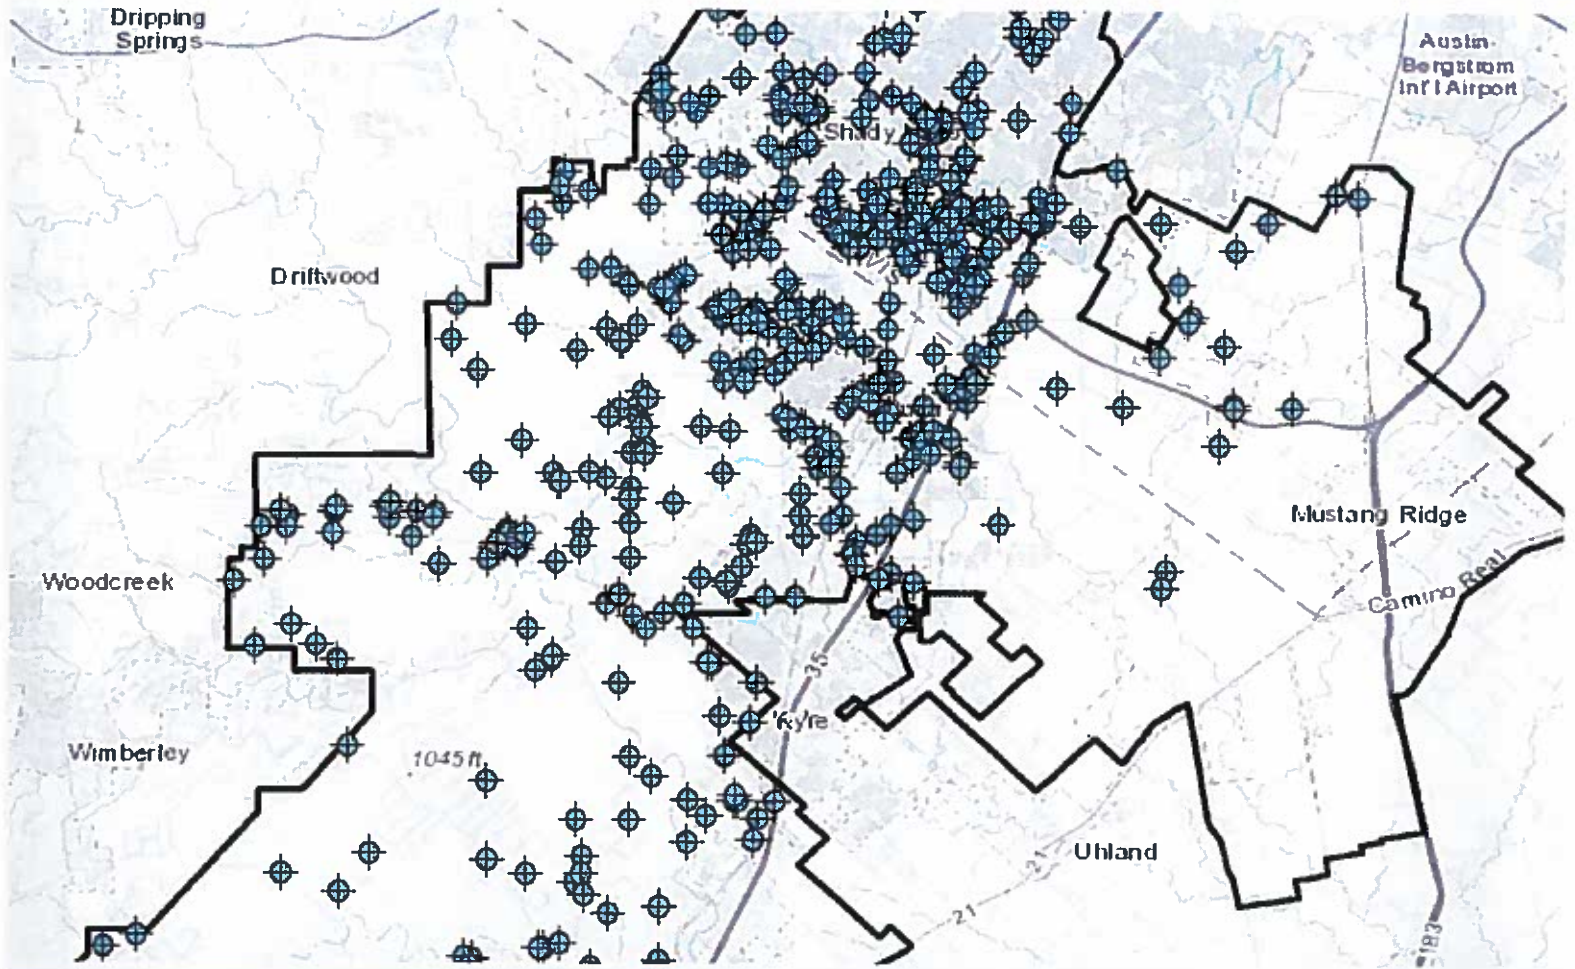 Dripping
Springs
Austin-
Bergstrom
Int'l Airport
Shady
Driftwood
Mustang Ridge
Woodcreek
Camino Real
35
Wimberley
1045 ft
Uhland
21
21
183